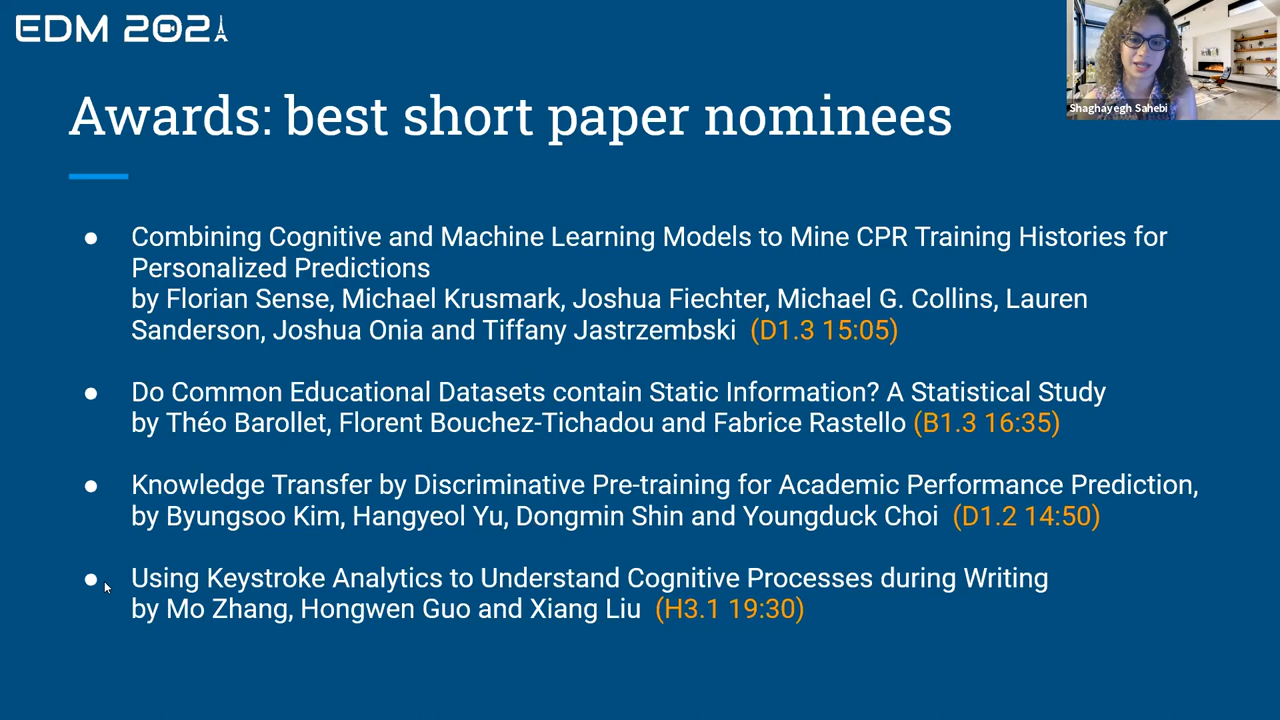 EDM 2021
Shaghayegh Sahebi
Awards: best short paper nominees
● Combining Cognitive and Machine Learning Models to Mine CPR Training Histories for
Personalized Predictions
by Florian Sense, Michael Krusmark, Joshua Fiechter, Michael G. Collins, Lauren
Sanderson, Joshua Onia and Tiffany Jastrzembski (D1.3 15:05)
● Do Common Educational Datasets contain Static Information? A Statistical Study
by Théo Barollet, Florent Bouchez-Tichadou and Fabrice Rastello (B1.3 16:35)
● Knowledge Transfer by Discriminative Pre-training for Academic Performance Prediction,
by Byungsoo Kim, Hangyeol Yu, Dongmin Shin and Youngduck Choi (D1.2 14:50)
● Using Keystroke Analytics to Understand Cognitive Processes during Writing
by Mo Zhang, Hongwen Guo and Xiang Liu (H3.1 19:30)